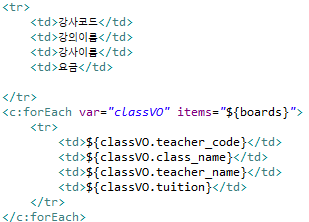 <tr>
    <td>강사코드</td>
    <td>강의이름</td>
    <td>강사이름</td>
    <td>요금</td>

</tr>
<c:forEach var="classVO" items="${boards}">
    <tr>
        <td>${classVO.teacher_code}</td>
        <td>${classVO.class_name}</td>
        <td>${classVO.teacher_name}</td>
        <td>${classVO.tuition}</td>
    </tr>
</c:forEach>